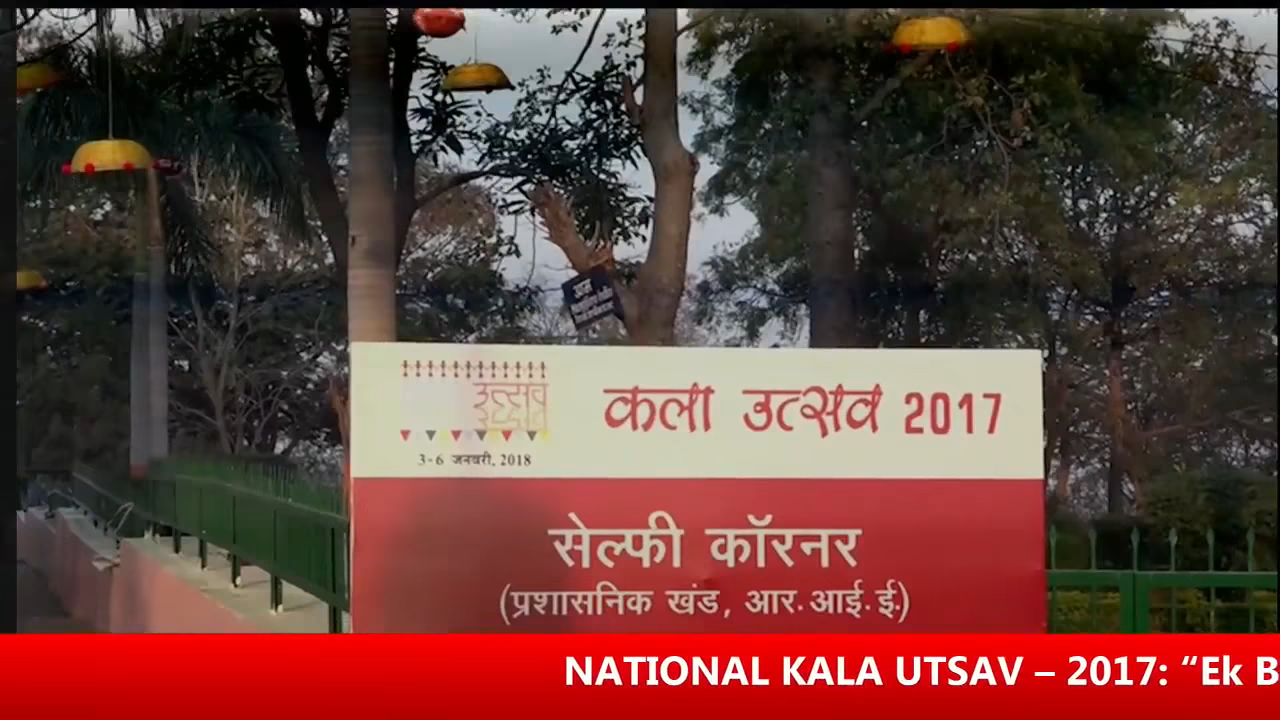 उत्सव
कला उत्सव 2017
3-6 जनवरी, 2018
सेल्फी कॉरनर
(प्रशासनिक खंड, आर.आई.ई.)
NATIONAL KALA UTSAV – 2017: “Ek B